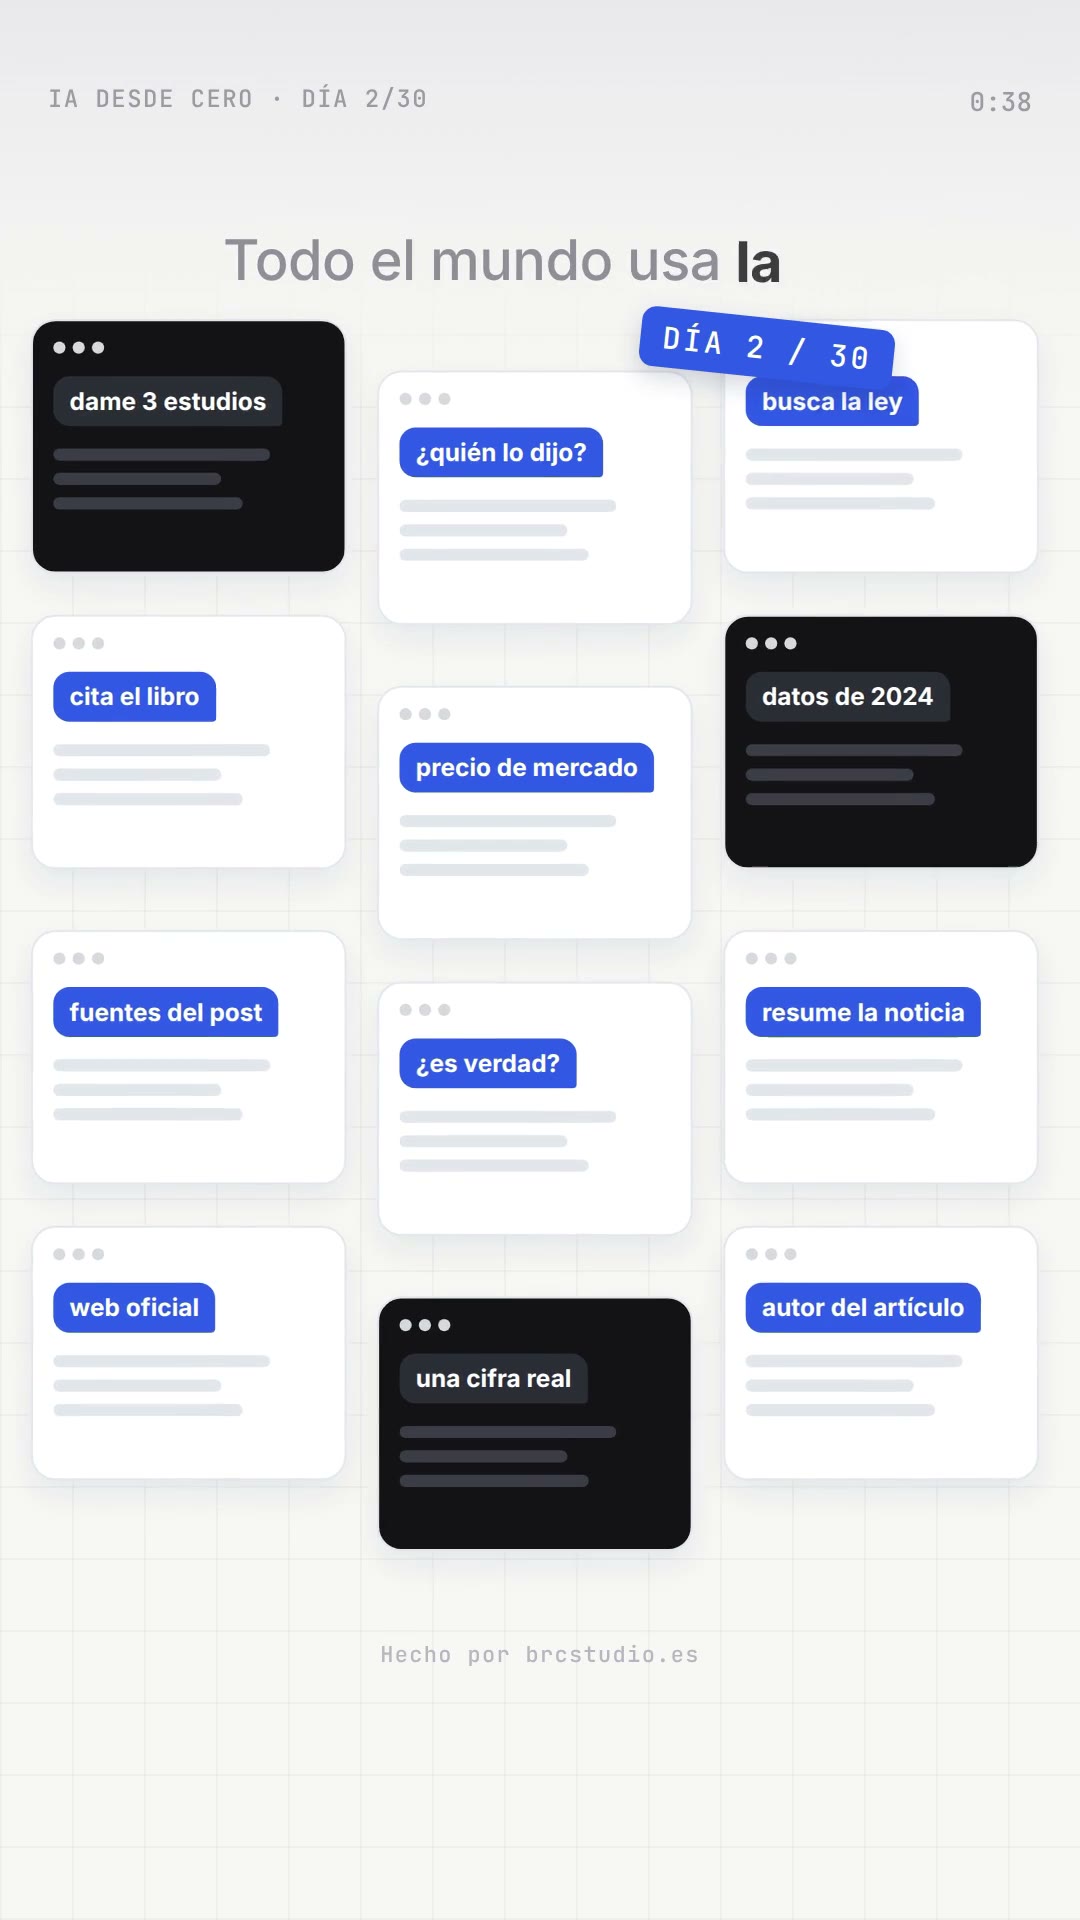 IA DESDE CERO · DÍA 2/30
0:38
Todo el mundo usa la
DÍA 2 / 30
dame 3 estudios
¿quién lo dijo?
busca la ley
cita el libro
precio de mercado
datos de 2024
fuentes del post
¿es verdad?
resume la noticia
web oficial
una cifra real
autor del artículo
Hecho por brcstudio.es